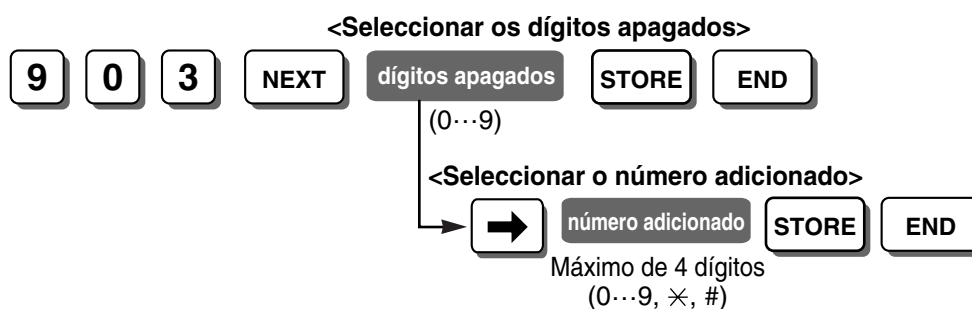 <Seleccionar os dígitos apagados>
9 0 3 NEXT dígitos apagados STORE END
(0···9)
<Seleccionar o número adicionado>
➡ número adicionado STORE END
Máximo de 4 dígitos
(0···9, ✕, #)